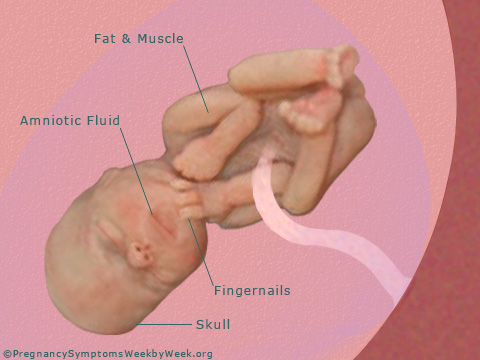 Fat & Muscle
Amniotic Fluid
Fingernails
Skull
©PregnancySymptomsWeekbyWeek.org